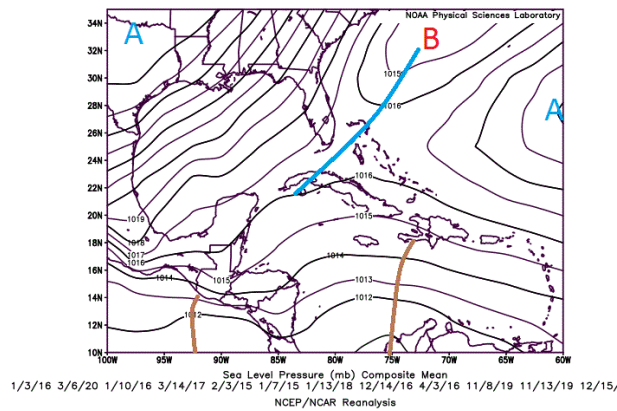 35N
NOAA Physical Sciences Laboratory
A
B
32N
30N
1015
28N
1016
A
26N
24N
22N
1016
20N
1019
1015
18N
1018
1017
1014
16N
1016
1014
1015
1013
14N
1012
1012
12N
10N
100W 95W 90W 85W 80W 75W 70W 65W 60W
Sea Level Pressure (mb) Composite Mean
1/3/16 3/6/20 1/10/16 3/14/17 2/3/15 1/7/15 1/13/18 12/14/16 4/3/16 11/8/19 11/13/19 12/15/
NCEP/NCAR Reanalysis